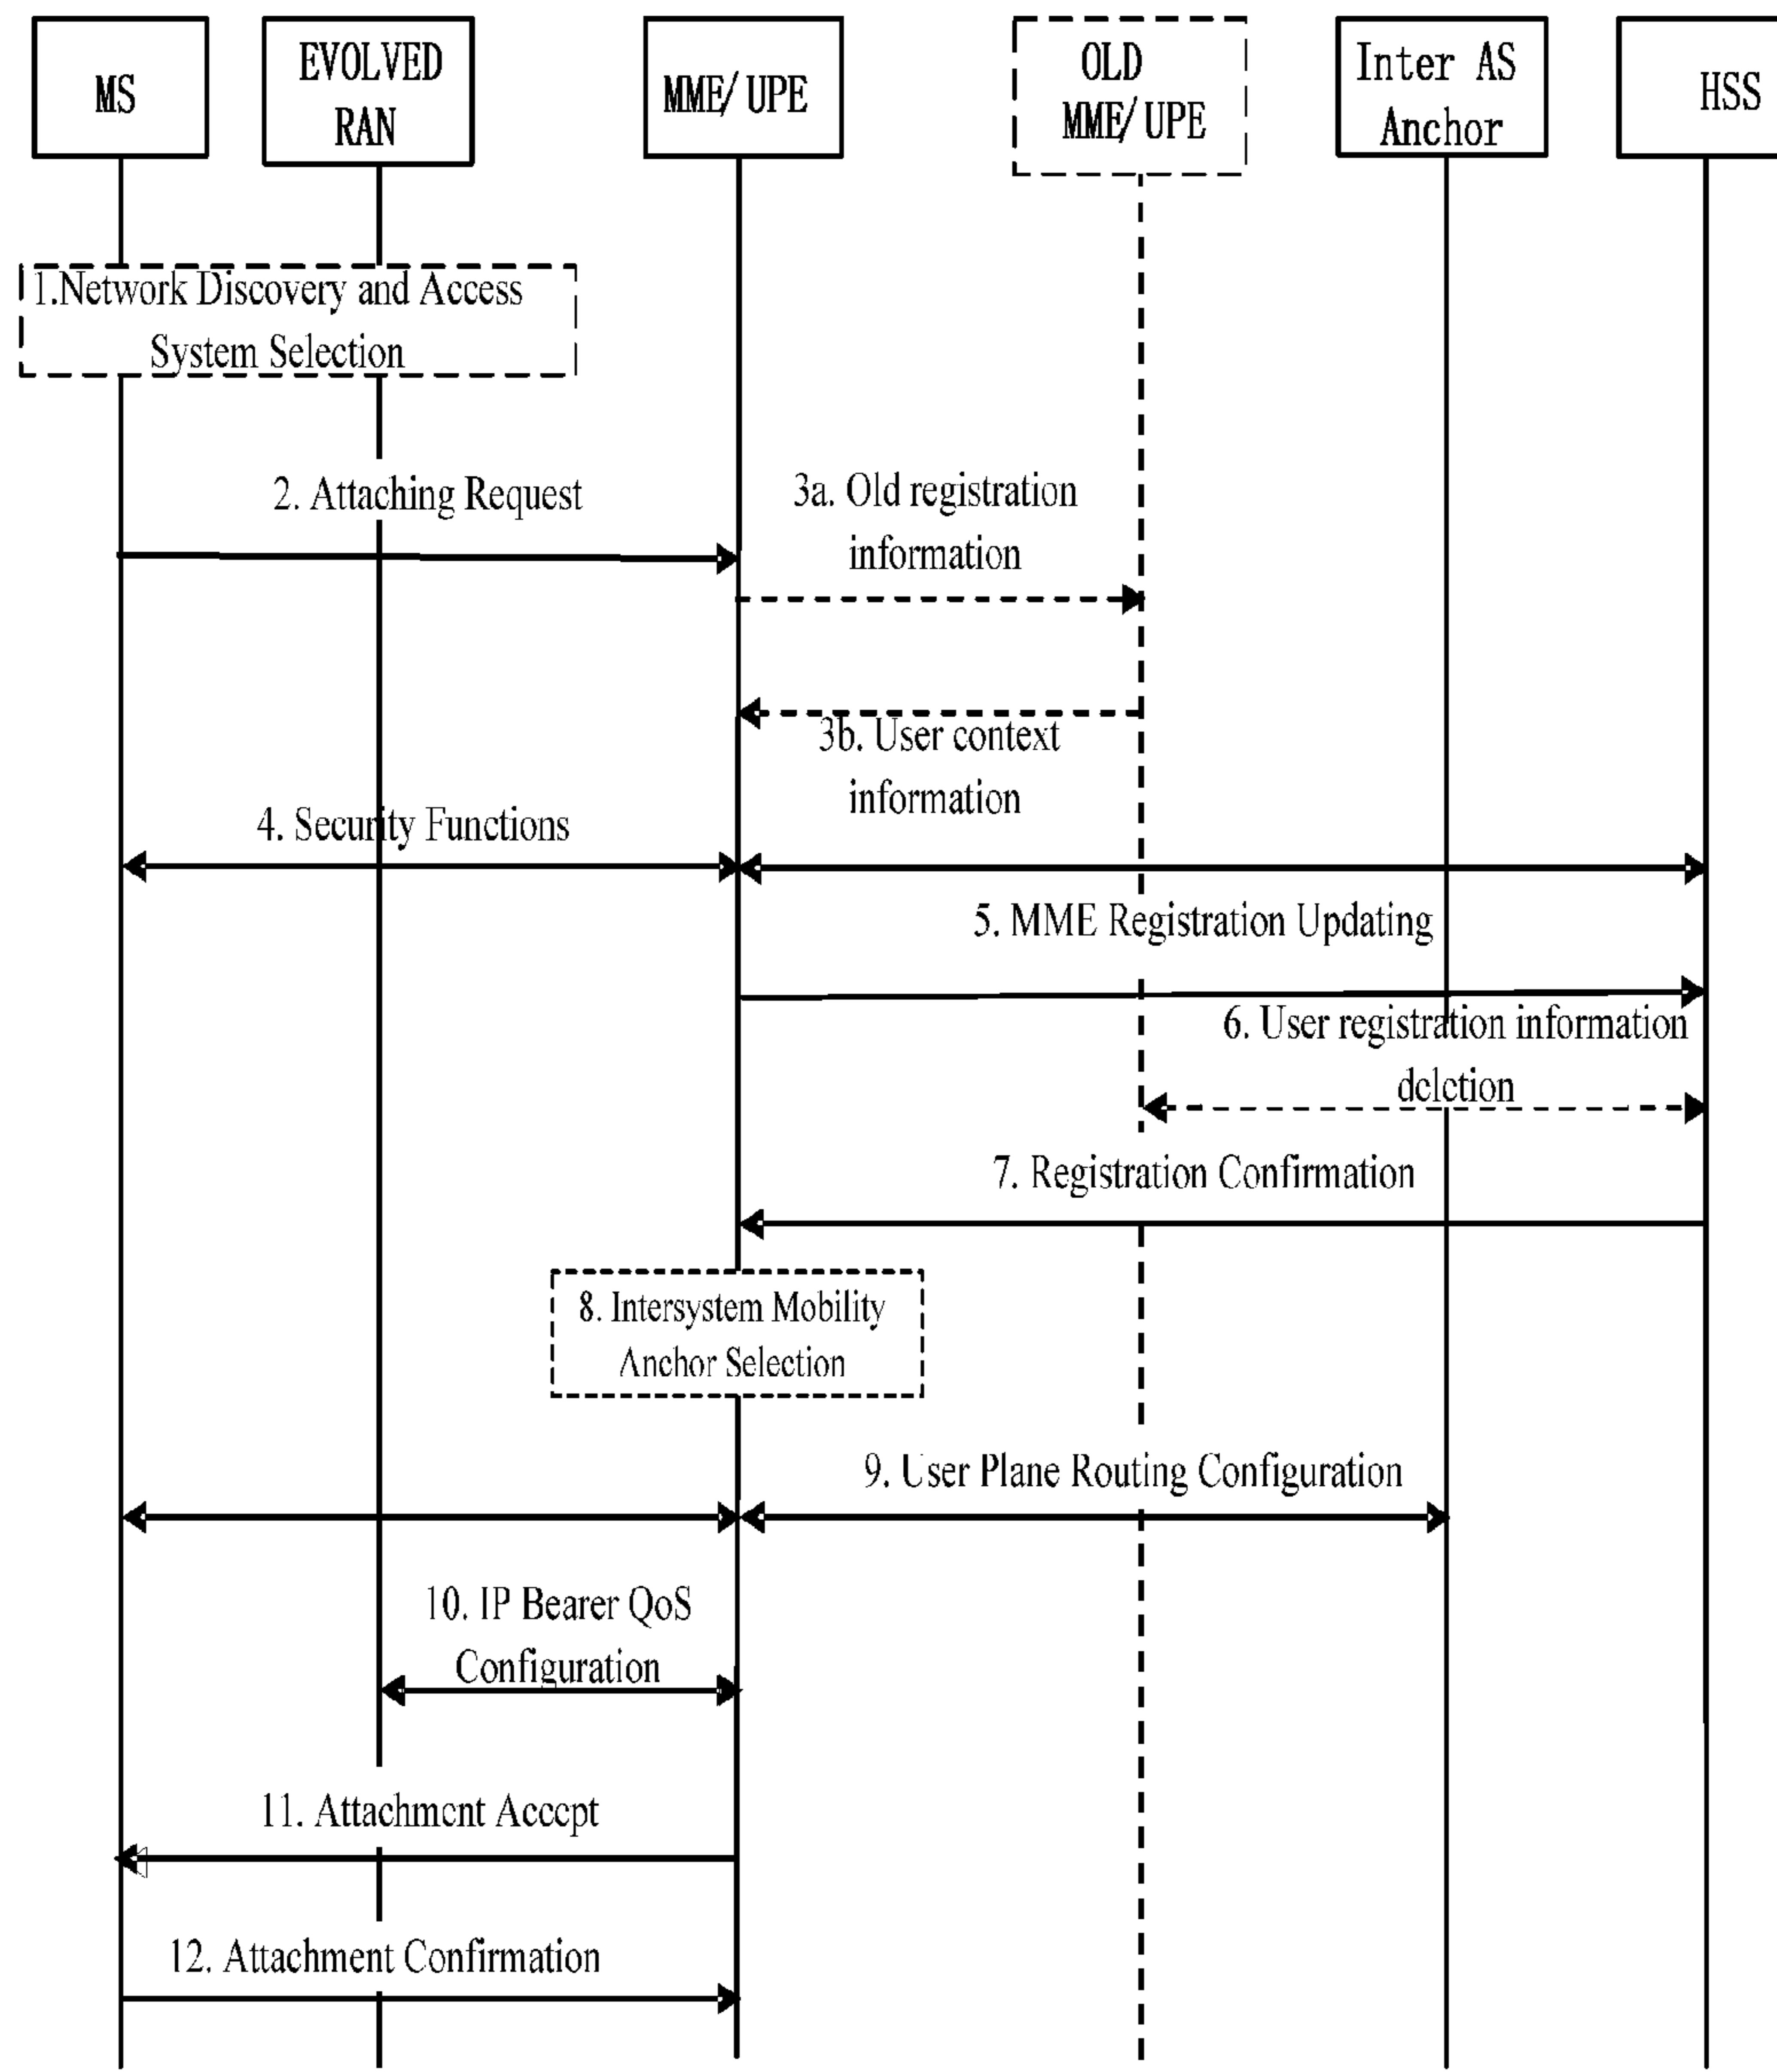 MS
EVOLVED
RAN
MME/UPE
OLD
MME/UPE
Inter AS
Anchor
HSS
1.Network Discovery and Access
System Selection
2. Attaching Request
3a. Old registration
information
3b. User context
information
4. Security Functions
5. MME Registration Updating
6. User registration information
deletion
7. Registration Confirmation
8. Intersystem Mobility
Anchor Selection
9. User Plane Routing Configuration
10. IP Bearer QoS
Configuration
11. Attachment Accept
12. Attachment Confirmation